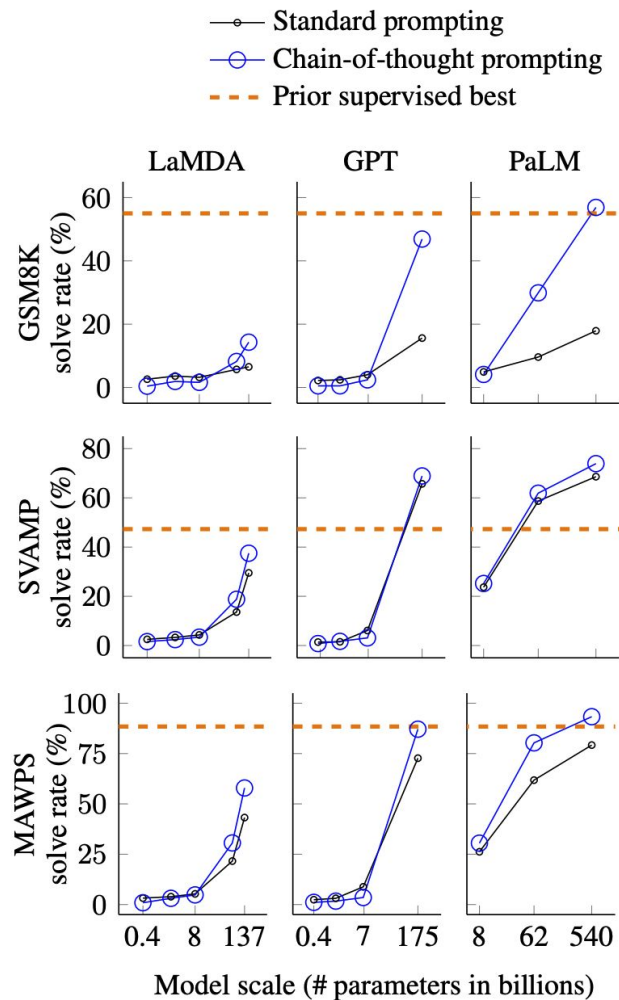 Standard prompting
Chain-of-thought prompting
Prior supervised best
LaMDA GPT PaLM
GSM8K
solve rate (%)
60
40
20
0
SVAMP
solve rate (%)
80
60
40
20
0
MAWPS
solve rate (%)
100
75
50
25
0
0.4 8 137 0.4 7 175 8 62 540
Model scale (# parameters in billions)